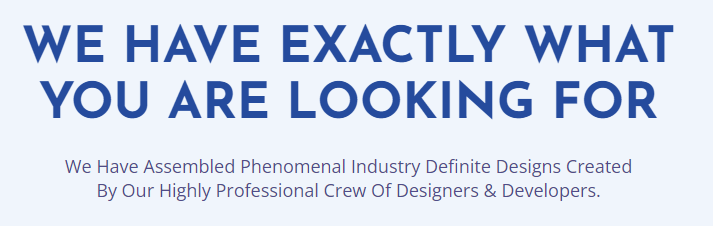 WE HAVE EXACTLY WHAT
YOU ARE LOOKING FOR
We Have Assembled Phenomenal Industry Definite Designs Created
By Our Highly Professional Crew Of Designers & Developers.